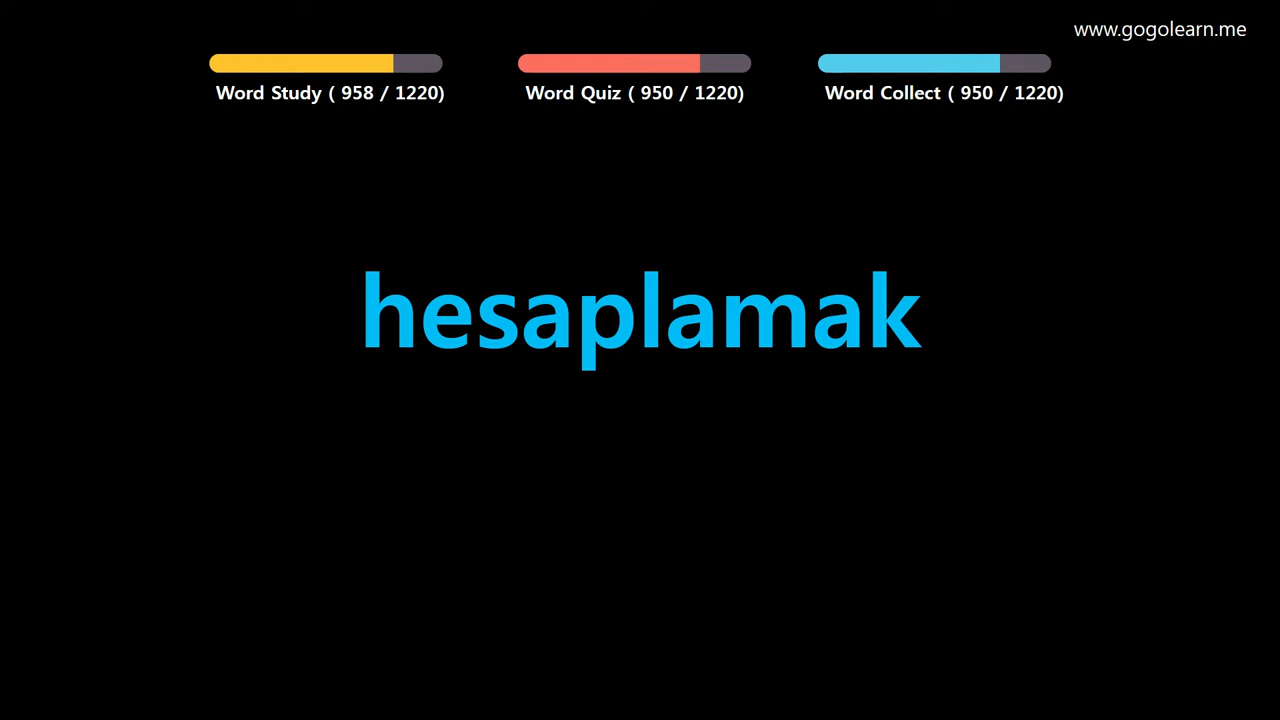 www.gogolearn.me
Word Study ( 958 / 1220)
Word Quiz ( 950 / 1220)
Word Collect ( 950 / 1220)
hesaplamak